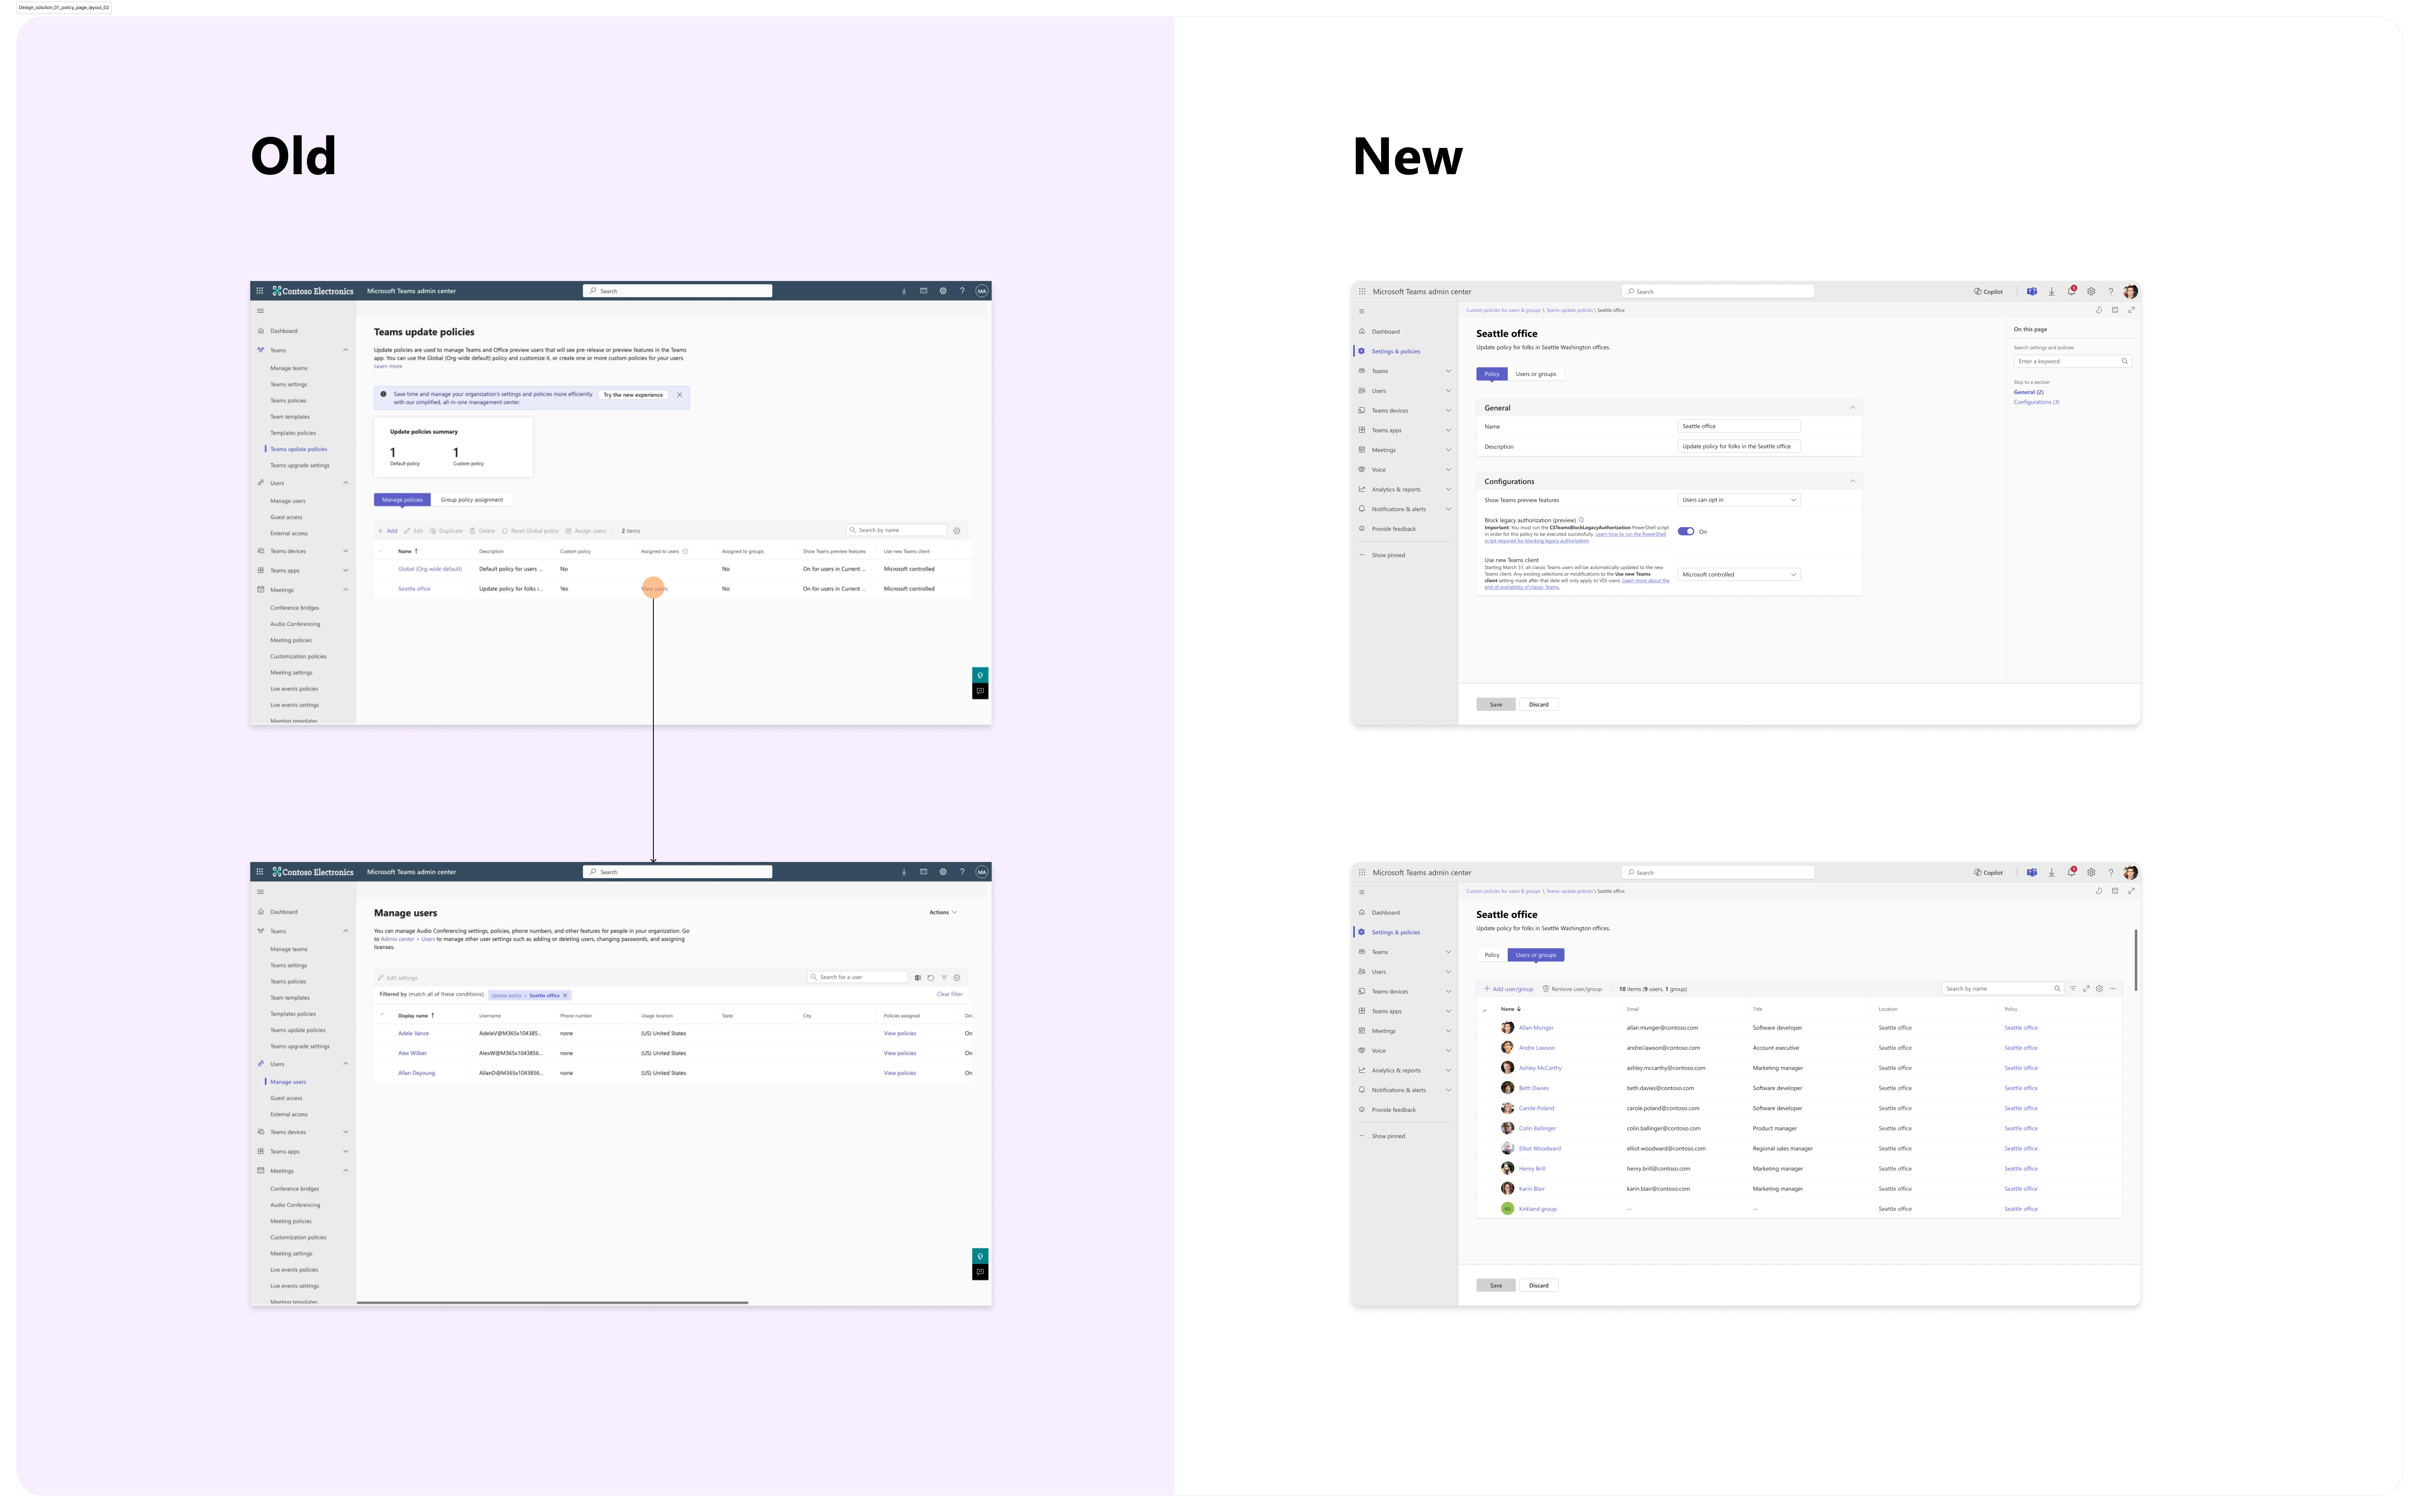 Design_solution_01_policy_page_layout_02
Old
Contoso Electronics
Microsoft Teams admin center
Search
MA
Dashboard
Teams
Manage teams
Teams settings
Teams policies
Team templates
Templates policies
Teams update policies
Teams upgrade settings
Users
Manage users
Guest access
External access
Teams devices
Teams apps
Meetings
Conference bridges
Audio Conferencing
Meeting policies
Customization policies
Meeting settings
Live events policies
Live events settings
Meeting templates
Teams update policies
Update policies are used to manage Teams and Office preview users that will see pre-release or preview features in the Teams
app. You can use the Global (Org-wide default) policy and customize it, or create one or more custom policies for your users.
Learn more
Save time and manage your organization's settings and policies more efficiently
with our simplified, all-in-one management center.
Try the new experience
Update policies summary
1 1
Default policy Custom policy
Manage policies Group policy assignment
Add Edit Duplicate Delete Reset Global policy Assign users 2 items Search by name
Name ↑ Description Custom policy Assigned to users Assigned to groups Show Teams preview features Use new Teams client
Global (Org-wide default) Default policy for users ... No No On for users in Current ... Microsoft controlled
Seattle office Update policy for folks i... Yes View users No On for users in Current ... Microsoft controlled
Contoso Electronics
Microsoft Teams admin center
Search
MA
Dashboard
Teams
Manage teams
Teams settings
Teams policies
Team templates
Templates policies
Teams update policies
Teams upgrade settings
Users
Manage users
Guest access
External access
Teams devices
Teams apps
Meetings
Conference bridges
Audio Conferencing
Meeting policies
Customization policies
Meeting settings
Live events policies
Live events settings
Meeting templates
Manage users
Actions
You can manage Audio Conferencing settings, policies, phone numbers, and other features for people in your organization. Go
to Admin center > Users to manage other user settings such as adding or deleting users, changing passwords, and assigning
licenses.
Edit settings Search for a user
Filtered by (match all of these conditions): Update policy = Seattle office Clear filter
Display name ↑ Username Phone number Usage location State City Policies assigned Dir
Adele Vance AdeleV@M365x104385... none (US) United States View policies On
Alex Wilber AlexW@M365x1043856... none (US) United States View policies On
Allan Deyoung AllanD@M365x1043856... none (US) United States View policies On
New
Microsoft Teams admin center
Search
Copilot
Dashboard
Settings & policies
Teams
Users
Teams devices
Teams apps
Meetings
Voice
Analytics & reports
Notifications & alerts
Provide feedback
Show pinned
Custom policies for users & groups \ Teams update policies \ Seattle office
Seattle office
Update policy for folks in Seattle Washington offices.
Policy Users or groups
General
Name Seattle office
Description Update policy for folks in the Seattle office
Configurations
Show Teams preview features Users can opt in
Block legacy authorization (preview)
Important: You must run the CSTeamsBlockLegacyAuthorization PowerShell script
in order for this policy to be executed successfully. Learn how to run the PowerShell
script required for blocking legacy authorization
On
Use new Teams client
Starting March 31, all classic Teams users will be automatically updated to the new
Teams client. Any existing selections or modifications to the Use new Teams
client setting made after that date will only apply to VDI users. Learn more about the
end of availability of classic Teams.
Microsoft controlled
On this page
Search settings and policies
Enter a keyword
Skip to a section
General (2)
Configurations (3)
Save Discard
Microsoft Teams admin center
Search
Copilot
Dashboard
Settings & policies
Teams
Users
Teams devices
Teams apps
Meetings
Voice
Analytics & reports
Notifications & alerts
Provide feedback
Show pinned
Custom policies for users & groups \ Teams update policies \ Seattle office
Seattle office
Update policy for folks in Seattle Washington offices.
Policy Users or groups
Add user/group Remove user/group 10 items (9 users. 1 group) Search by name
Name ↓ Email Title Location Policy
Allan Munger allan.munger@contoso.com Software developer Seattle office Seattle office
Andre Lawson andrei.lawson@contoso.com Account executive Seattle office Seattle office
Ashley McCarthy ashley.mccarthy@contoso.com Marketing manager Seattle office Seattle office
Beth Davies beth.davies@contoso.com Software developer Seattle office Seattle office
Carole Poland carole.poland@contoso.com Software developer Seattle office Seattle office
Colin Ballinger colin.ballinger@contoso.com Product manager Seattle office Seattle office
Elliot Woodward elliot.woodward@contoso.com Regional sales manager Seattle office Seattle office
Henry Brill henry.brill@contoso.com Marketing manager Seattle office Seattle office
Karin Blair karin.blair@contoso.com Marketing manager Seattle office Seattle office
KG Kirkland group -- -- Seattle office Seattle office
Save Discard